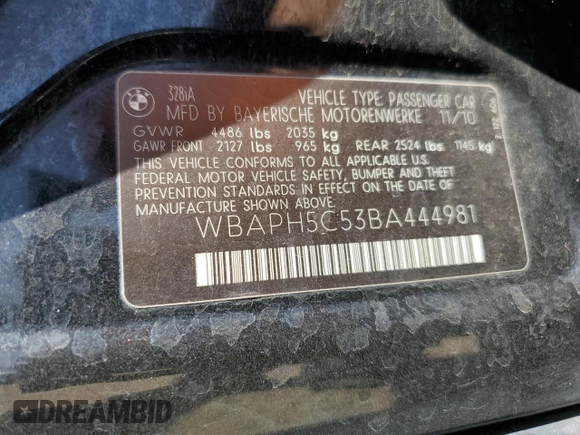 328iA
VEHICLE TYPE: PASSENGER CAR
MFD BY BAYERISCHE MOTORENWERKE 11/10
GVWR 4486 lbs 2035 kg
GAWR FRONT 2127 lbs 965 kg REAR 2524 lbs 1145 kg
THIS VEHICLE CONFORMS TO ALL APPLICABLE U.S.
FEDERAL MOTOR VEHICLE SAFETY, BUMPER AND THEFT
PREVENTION STANDARDS IN EFFECT ON THE DATE OF
MANUFACTURE SHOWN ABOVE.
WBAPH5C53BA444981
DREAMBID